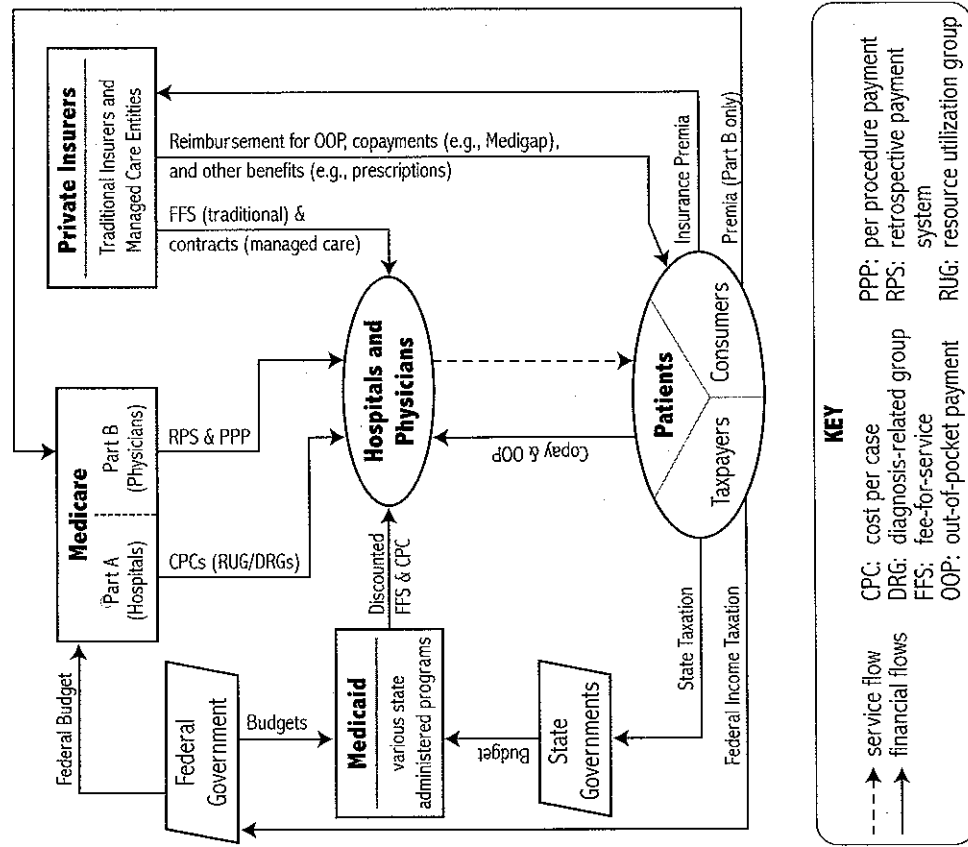 Federal Budget
Federal
Government
Budgets
Medicare
Part A
(Hospitals)
Part B
(Physicians)
CPCs (RUG/DRGs)
RPS & PPP
Private Insurers
Traditional Insurers and
Managed Care Entities
Reimbursement for OOP, copayments (e.g., Medigap),
and other benefits (e.g., prescriptions)
FFS (traditional) &
contracts (managed care)
Medicaid
various state
administered programs
Discounted
FFS & CPC
Hospitals and
Physicians
Budget
State
Governments
Copay & OOP
State Taxation
Federal Income Taxation
Patients
Taxpayers
Consumers
Insurance Premia
Premia (Part B only)
KEY
service flow
financial flows
CPC: cost per case
DRG: diagnosis-related group
FFS: fee-for-service
OOP: out-of-pocket payment
PPP: per procedure payment
RPS: retrospective payment
system
RUG: resource utilization group